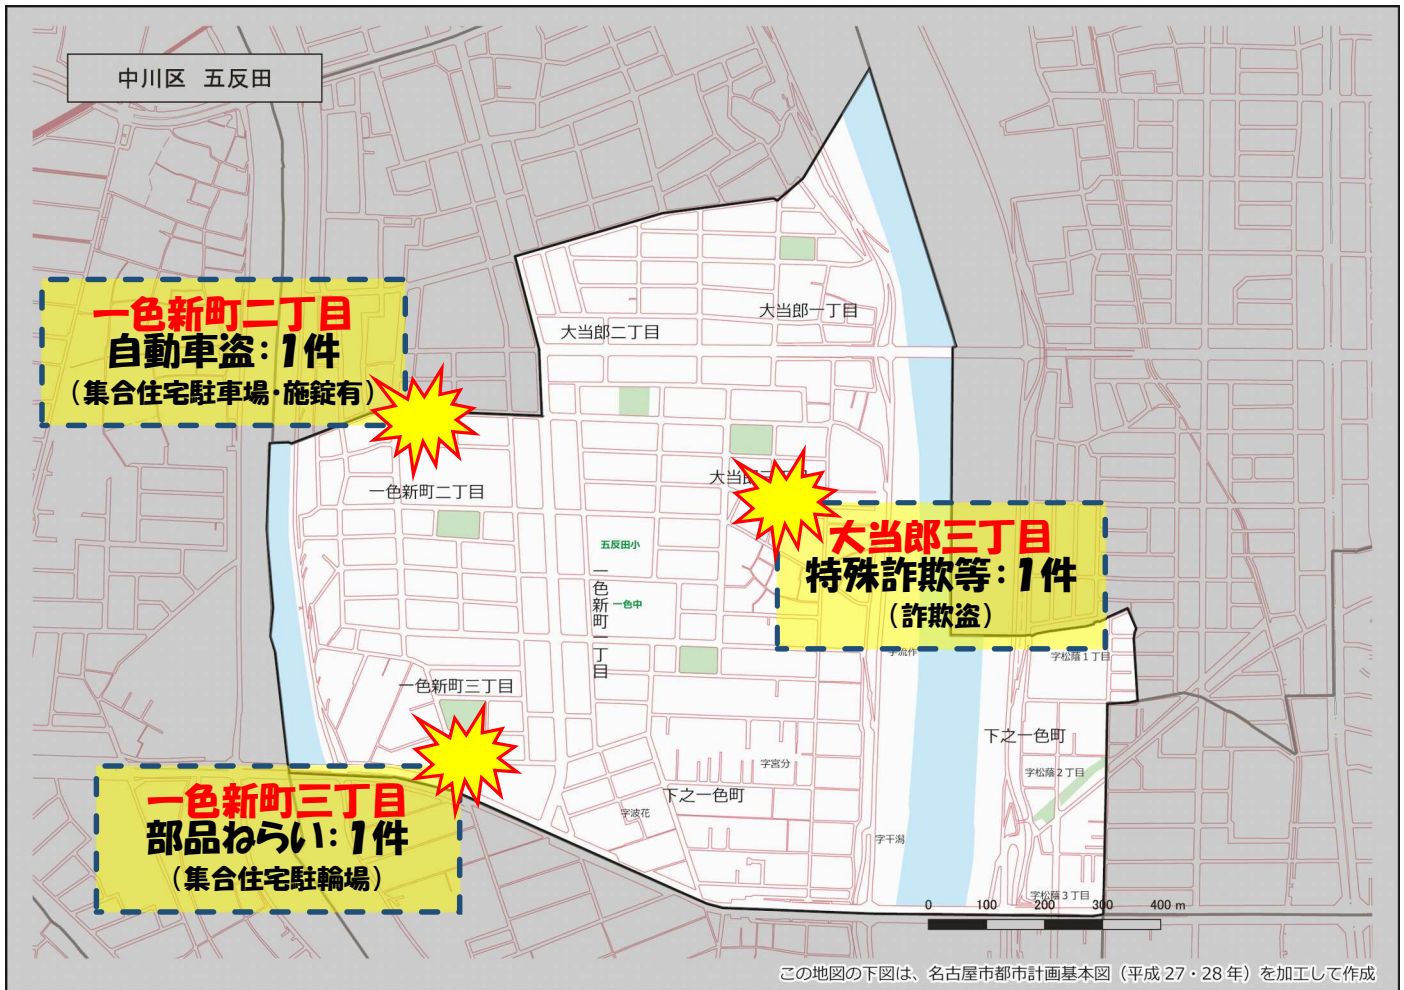 中川区 五反田
大当郎一丁目
大当郎二丁目
一色新町二丁目
自動車盗：1件
（集合住宅駐車場・施錠有）
一色新町二丁目
大当郎三丁目
特殊詐欺等：1件
（詐欺盗）
五反田小
一色新町一丁目
一色中
字流作
字松蔭１丁目
一色新町三丁目
下之一色町
字宮分
字松蔭２丁目
一色新町三丁目
部品ねらい：1件
（集合住宅駐輪場）
下之一色町
字波花
字干潟
字松蔭３丁目
0 100 200 300 400 m
この地図の下図は、名古屋市都市計画基本図（平成 27・28 年）を加工して作成